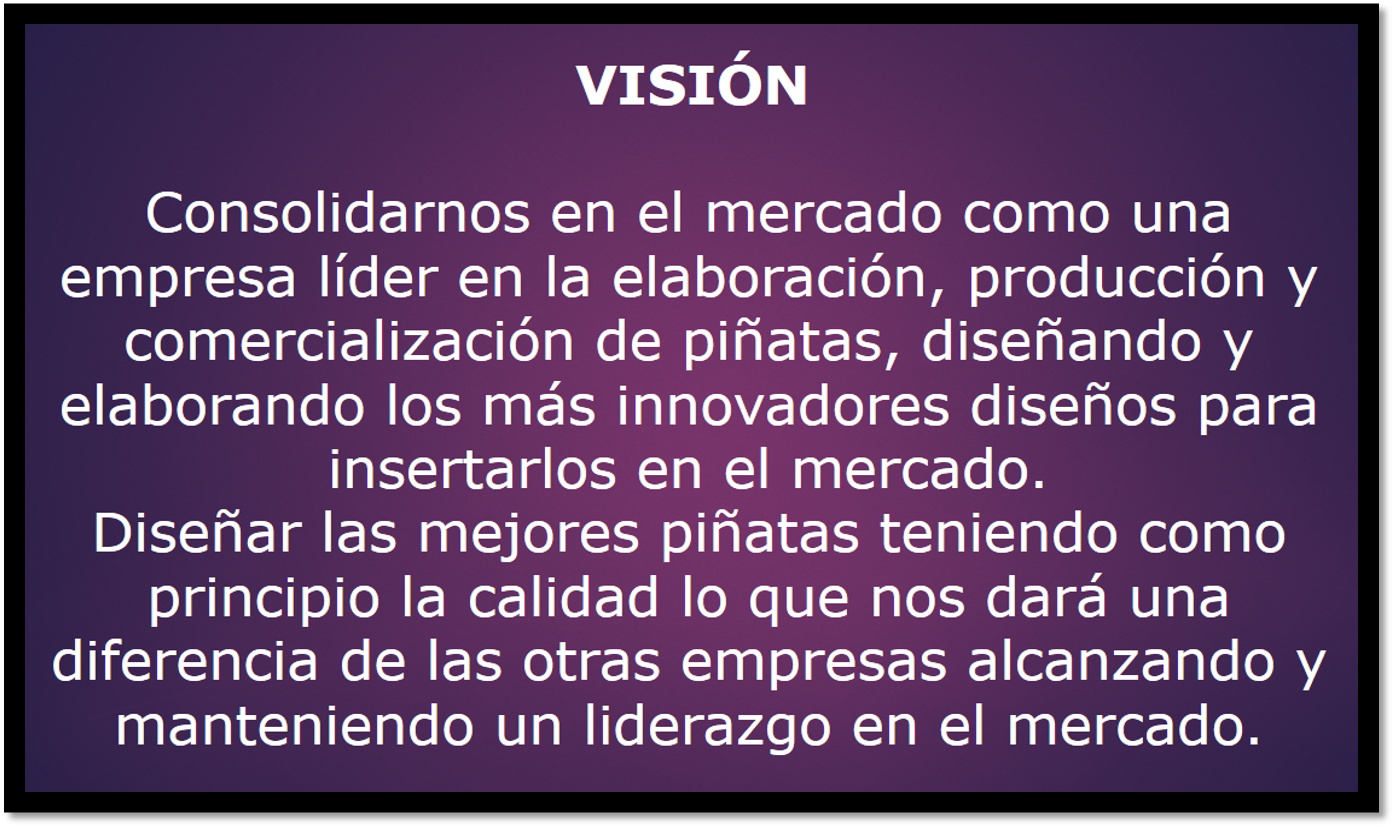 VISIÓN
Consolidarnos en el mercado como una
empresa líder en la elaboración, producción y
comercialización de piñatas, diseñando y
elaborando los más innovadores diseños para
insertarlos en el mercado.
Diseñar las mejores piñatas teniendo como
principio la calidad lo que nos dará una
diferencia de las otras empresas alcanzando y
manteniendo un liderazgo en el mercado.